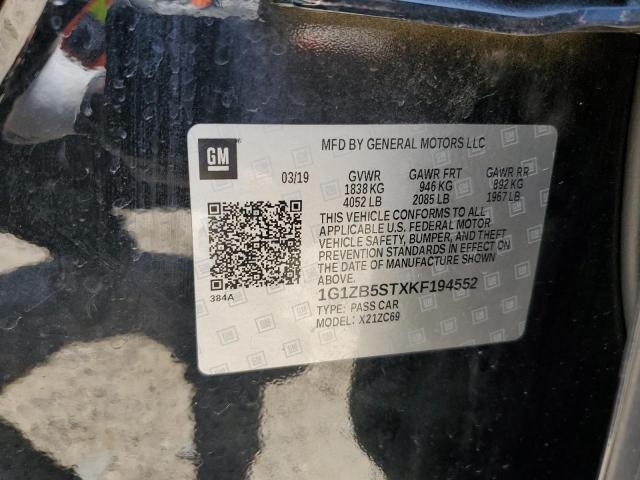 GM
MFD BY GENERAL MOTORS LLC
03/19 GVWR GAWR FRT GAWR RR
1838 KG 946 KG 892 KG
4052 LB 2085 LB 1967 LB
THIS VEHICLE CONFORMS TO ALL
APPLICABLE U.S. FEDERAL MOTOR
VEHICLE SAFETY, BUMPER, AND THEFT
PREVENTION STANDARDS IN EFFECT ON
THE DATE OF MANUFACTURE SHOWN
ABOVE.
384A
1G1ZB5STXKF194552
TYPE: PASS CAR
MODEL: X21ZC69